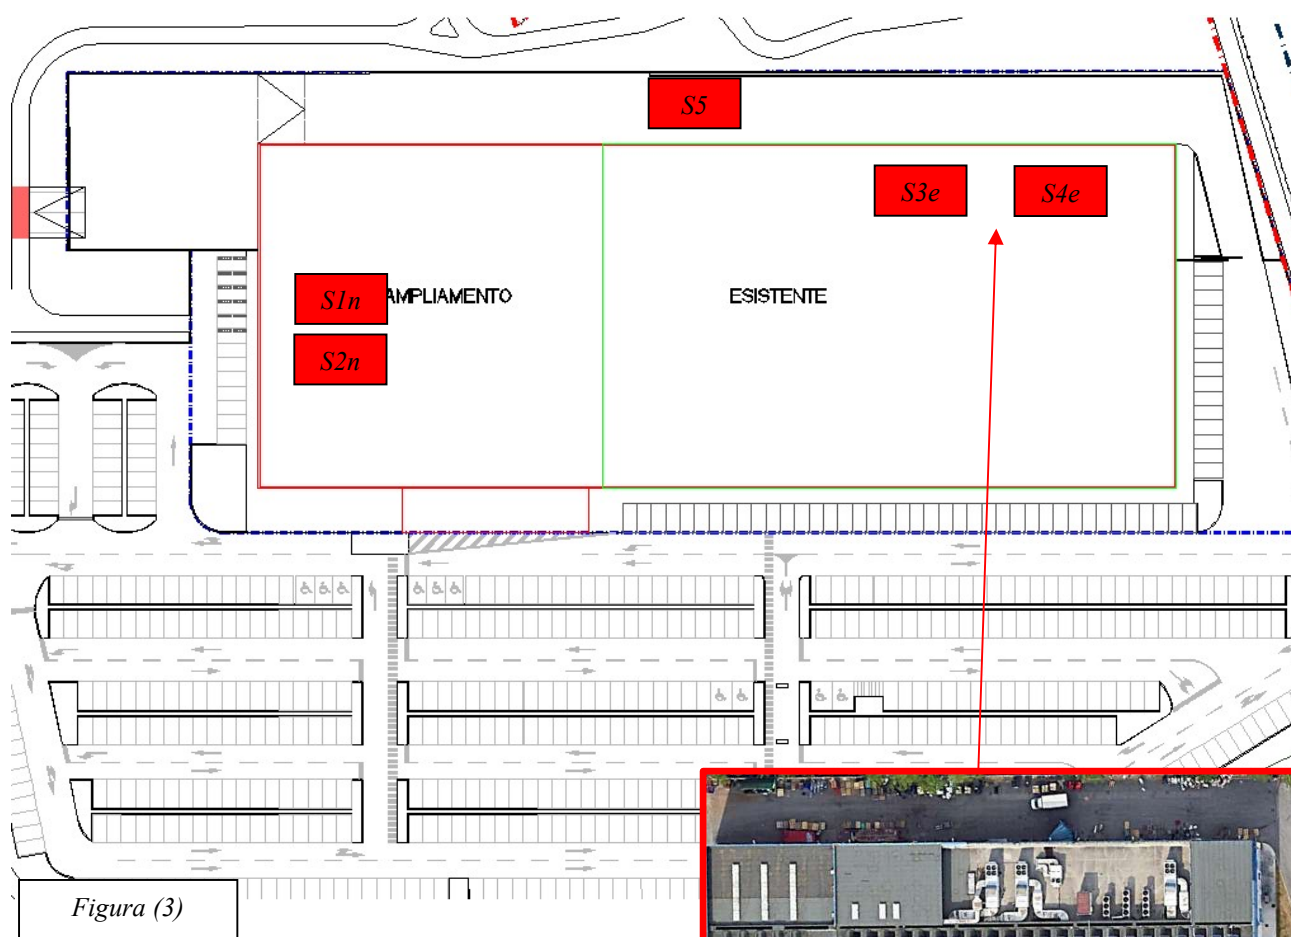 S5
S3e
S4e
S1n
AMPLIAMENTO
ESISTENTE
S2n
Figura (3)